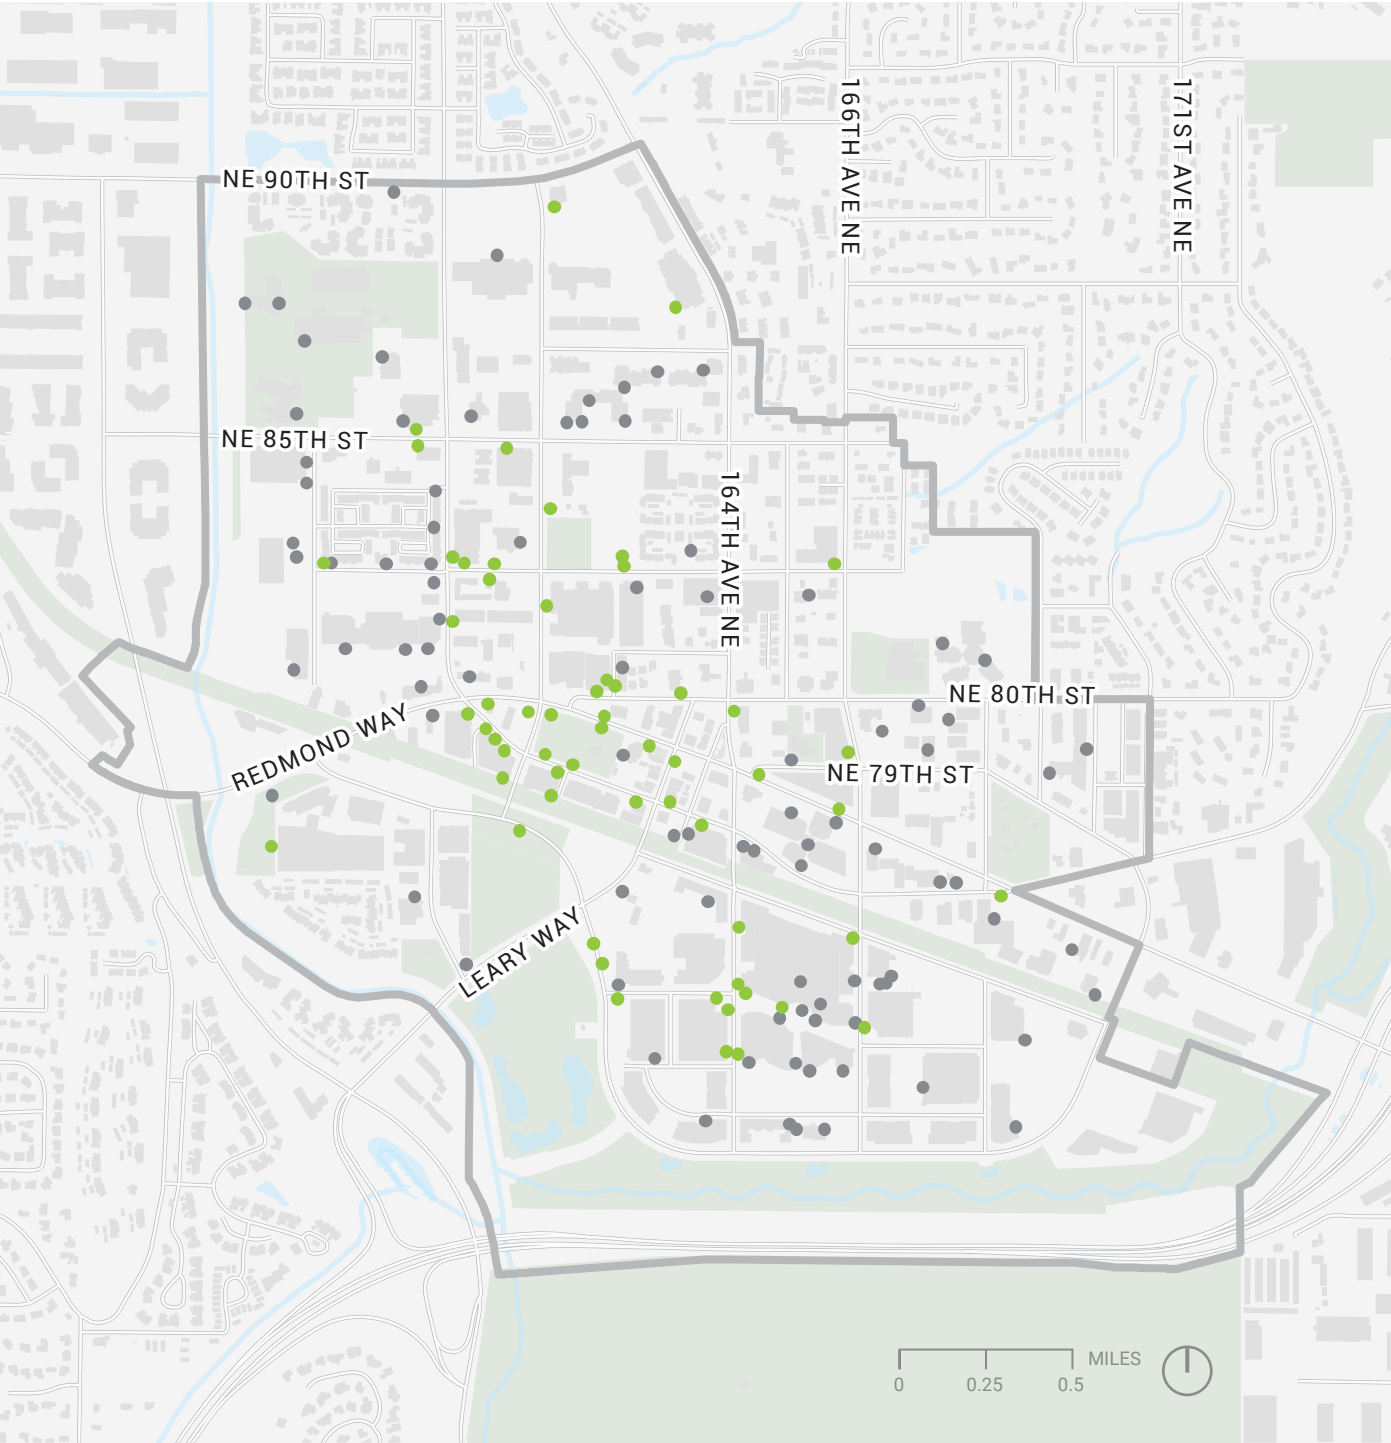 166TH AVE NE
171ST AVE NE
NE 90TH ST
NE 85TH ST
164TH AVE NE
NE 80TH ST
REDMOND WAY
NE 79TH ST
LEARY WAY
MILES
0 0.25 0.5